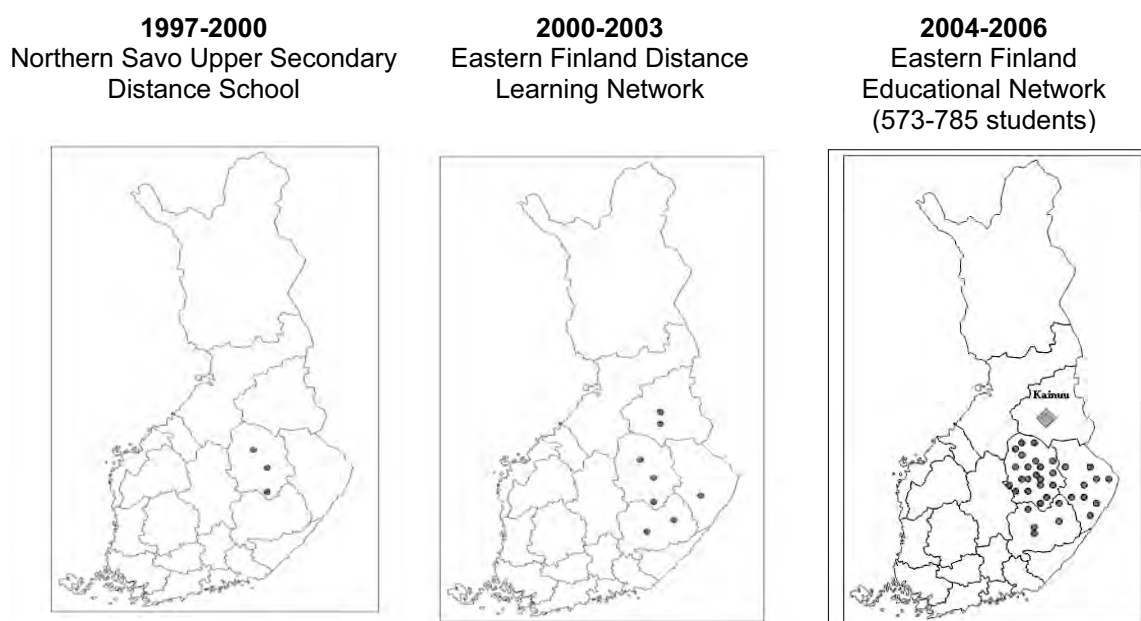 1997-2000
Northern Savo Upper Secondary
Distance School
2000-2003
Eastern Finland Distance
Learning Network
2004-2006
Eastern Finland
Educational Network
(573-785 students)
Kainuu